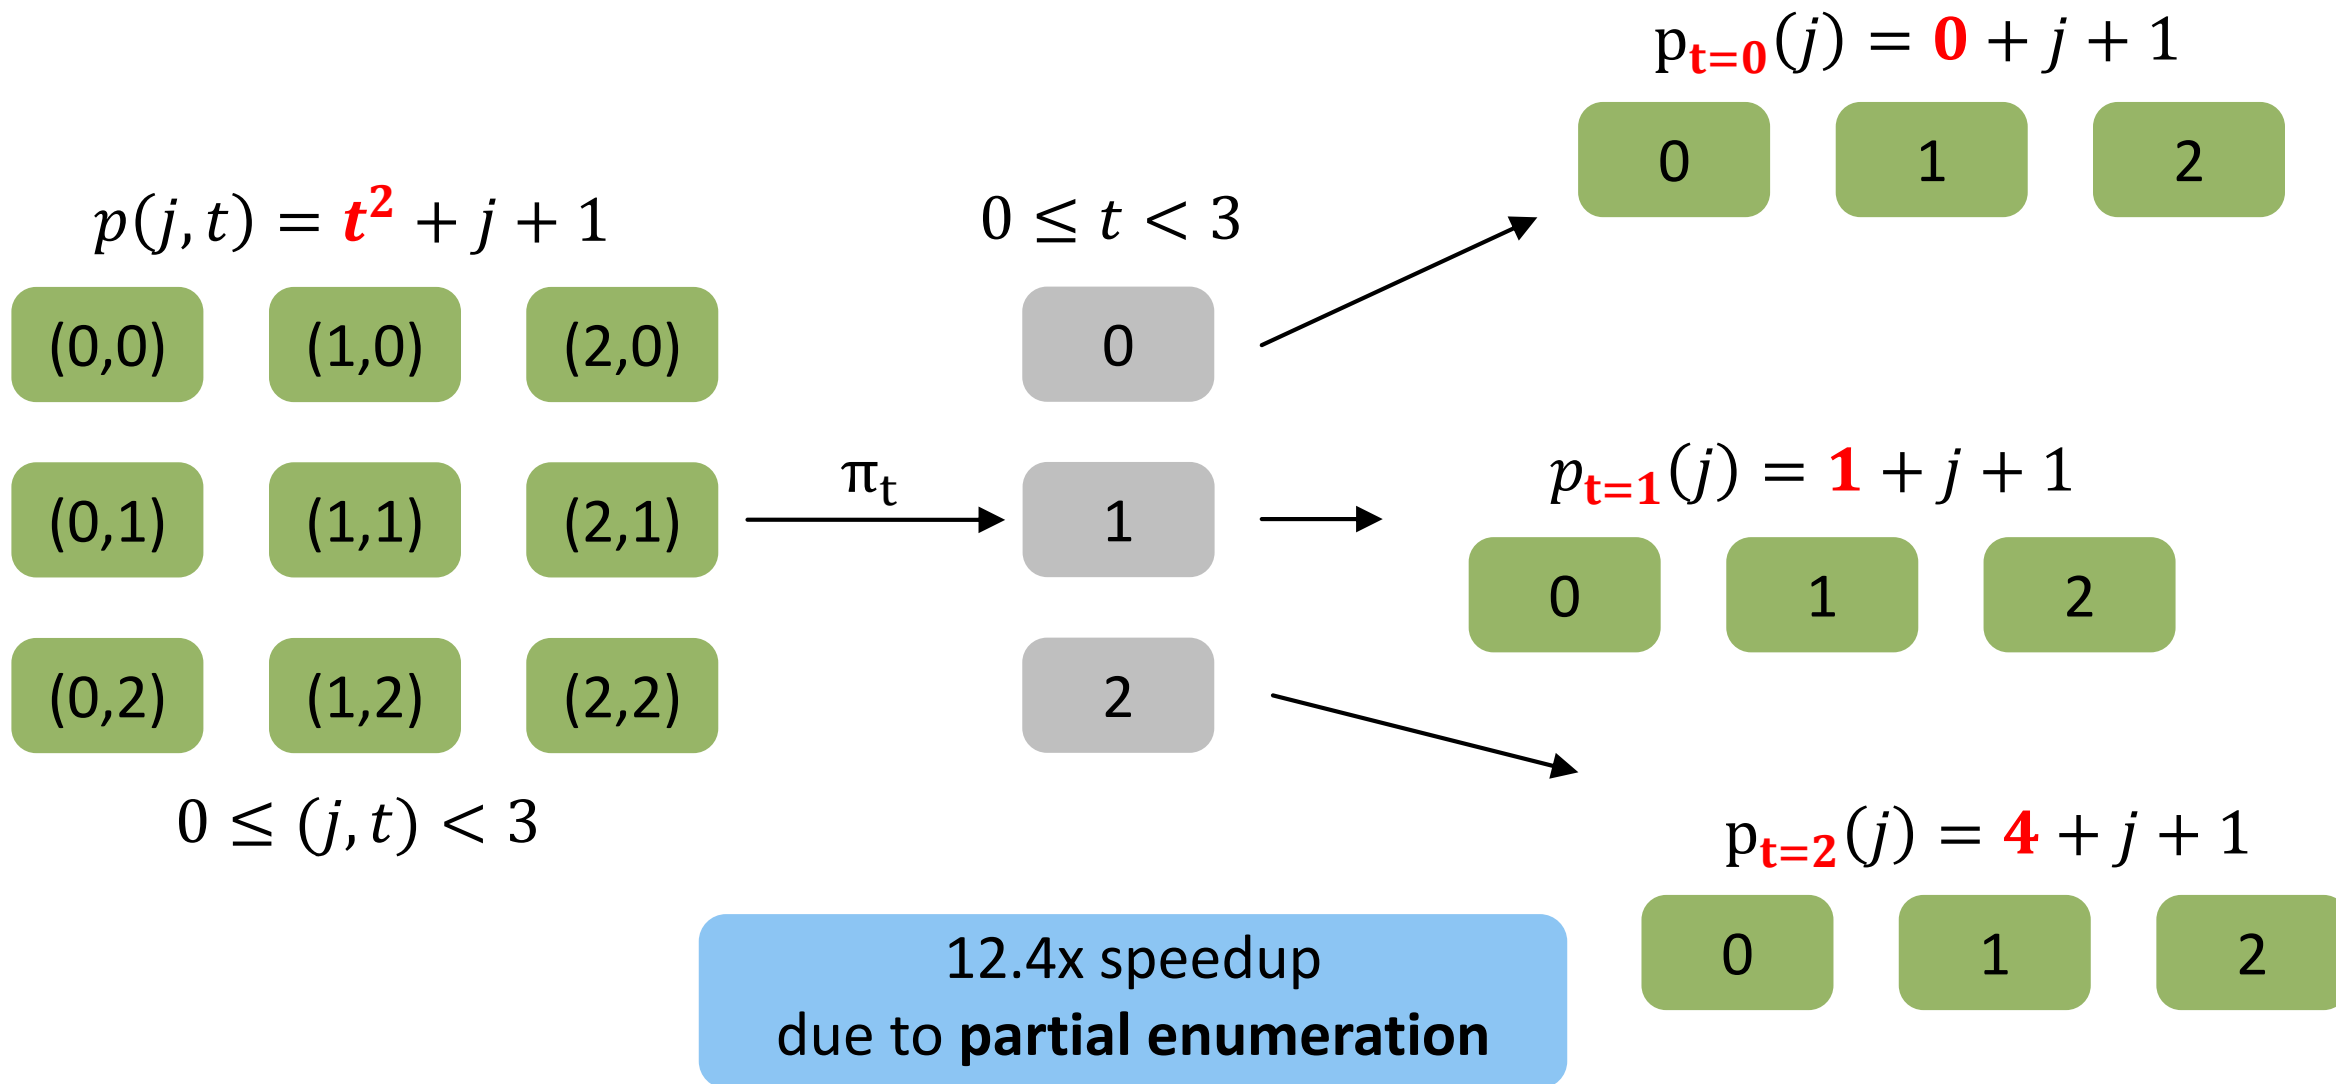 p(j, t) = t² + j + 1
(0,0) (1,0) (2,0)
(0,1) (1,1) (2,1)
(0,2) (1,2) (2,2)
0 ≤ (j, t) < 3
π_t
0 ≤ t < 3
0
1
2
p_{t=0}(j) = 0 + j + 1
0 1 2
p_{t=1}(j) = 1 + j + 1
0 1 2
p_{t=2}(j) = 4 + j + 1
0 1 2
12.4x speedup
due to partial enumeration